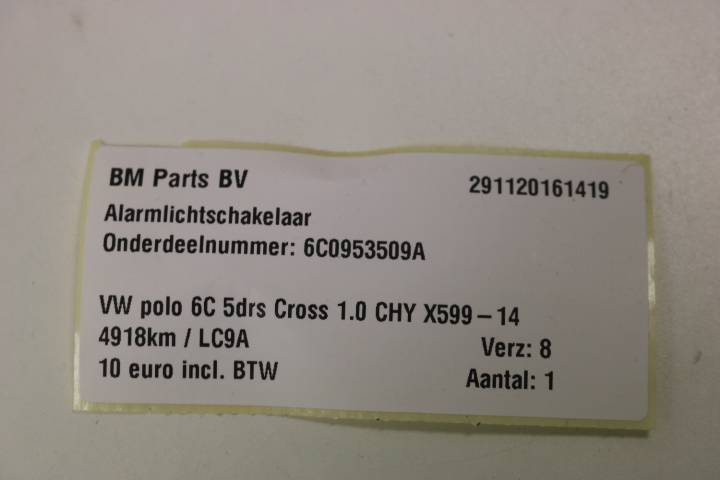 BM Parts BV 291120161419
Alarmlichtschakelaar
Onderdeelnummer: 6C0953509A
VW polo 6C 5drs Cross 1.0 CHY X599-14
4918km / LC9A Verz: 8
10 euro incl. BTW Aantal: 1